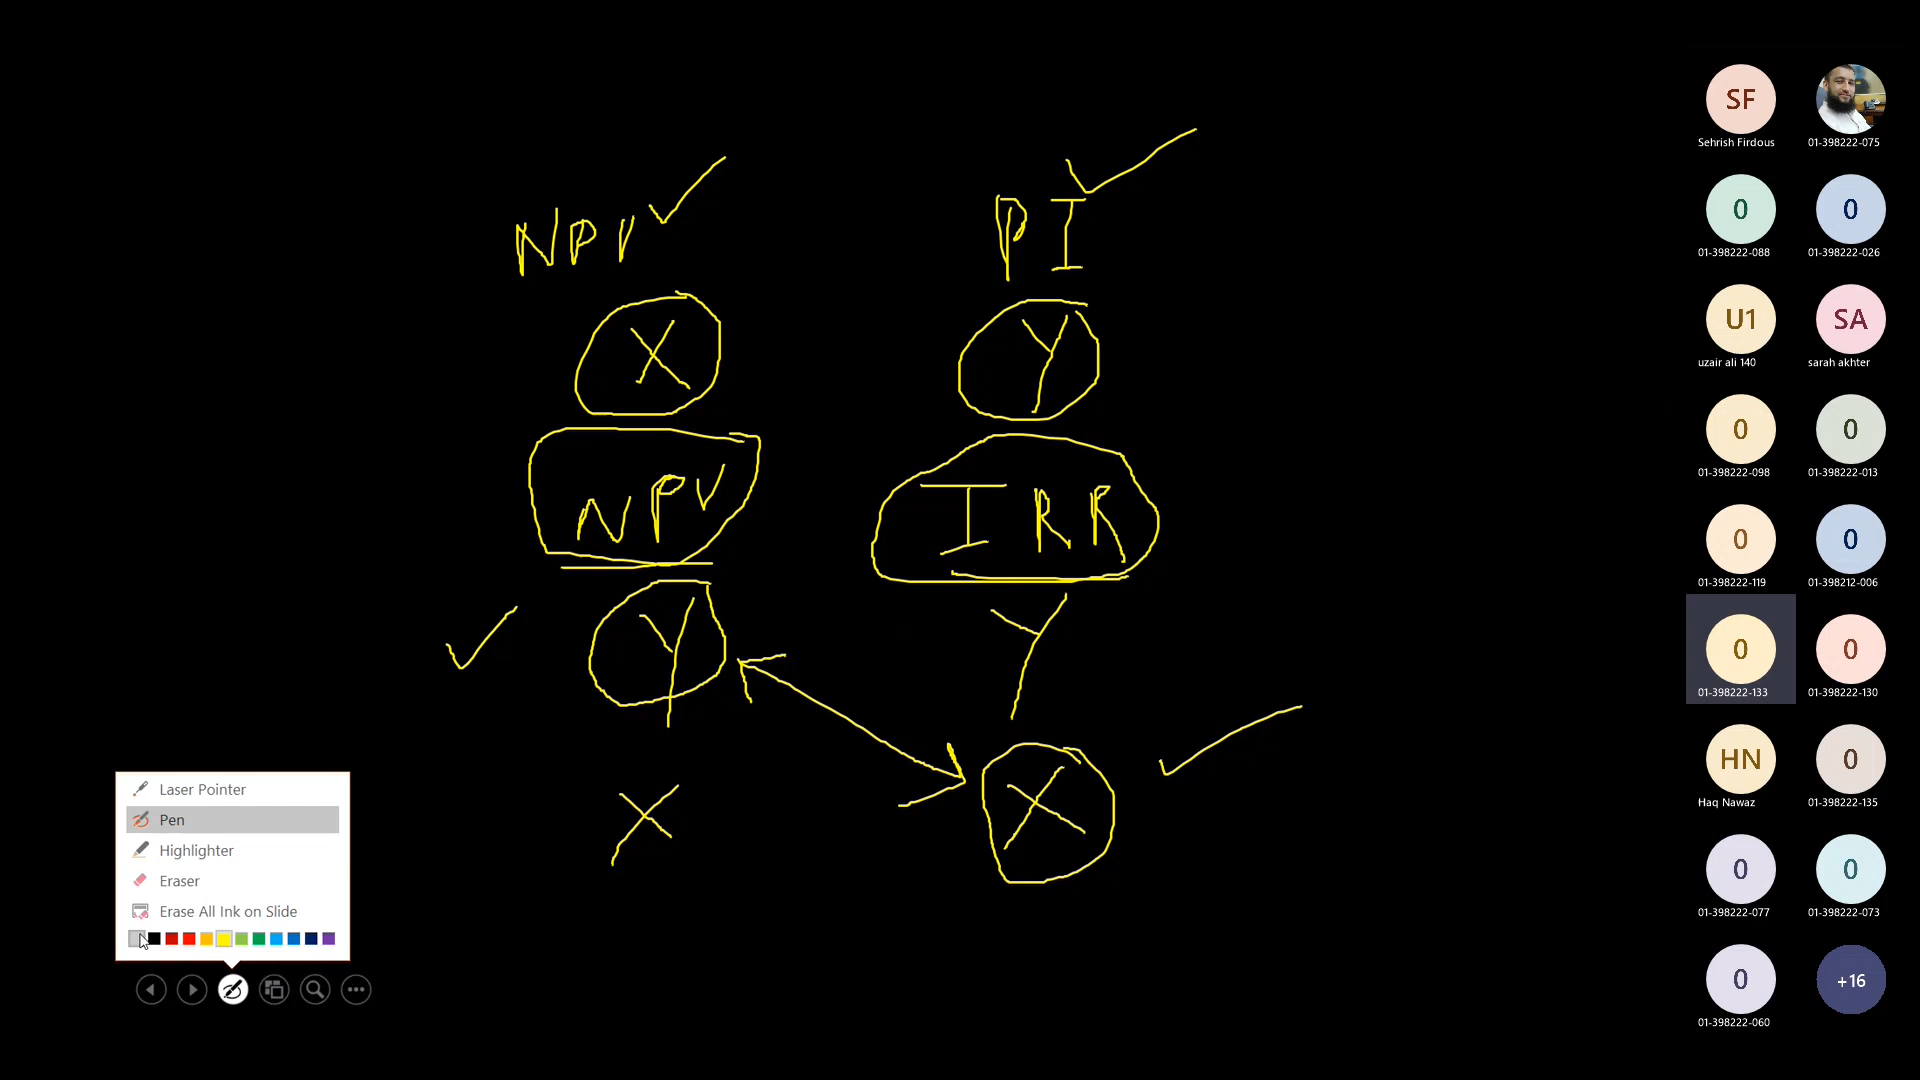 NPV PI
X Y
NPV IRR
Y Y
X X
Laser Pointer
Pen
Highlighter
Eraser
Erase All Ink on Slide
SF
Sehrish Firdous 01-398222-075
0 0
01-398222-088 01-398222-026
U1 SA
uzair ali 140 sarah akhter
0 0
01-398222-098 01-398222-013
0 0
01-398222-119 01-398212-006
0 0
01-398222-133 01-398222-130
HN 0
Haq Nawaz 01-398222-135
0 0
01-398222-077 01-398222-073
0 +16
01-398222-060